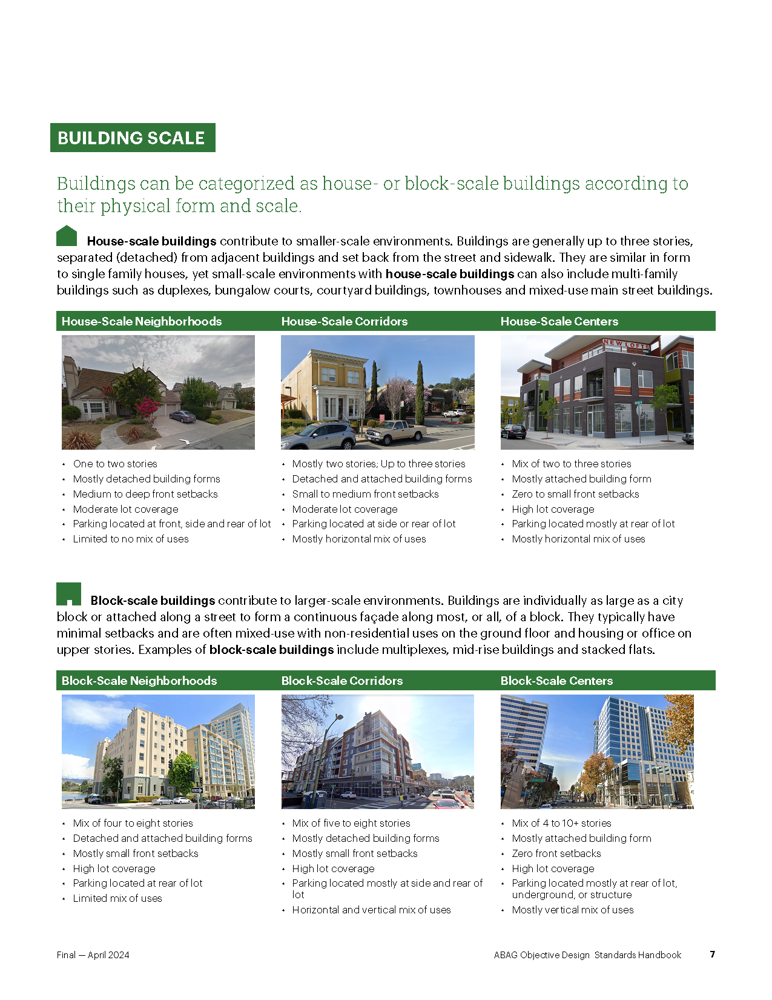 BUILDING SCALE
Buildings can be categorized as house- or block-scale buildings according to
their physical form and scale.
House-scale buildings contribute to smaller-scale environments. Buildings are generally up to three stories,
separated (detached) from adjacent buildings and set back from the street and sidewalk. They are similar in form
to single family houses, yet small-scale environments with house-scale buildings can also include multi-family
buildings such as duplexes, bungalow courts, courtyard buildings, townhouses and mixed-use main street buildings.
House-Scale Neighborhoods
House-Scale Corridors
House-Scale Centers
NEW LOFTS
• One to two stories
• Mostly detached building forms
• Medium to deep front setbacks
• Moderate lot coverage
• Parking located at front, side and rear of lot
• Limited to no mix of uses
• Mostly two stories; Up to three stories
• Detached and attached building forms
• Small to medium front setbacks
• Moderate lot coverage
• Parking located at side or rear of lot
• Mostly horizontal mix of uses
• Mix of two to three stories
• Mostly attached building form
• Zero to small front setbacks
• High lot coverage
• Parking located mostly at rear of lot
• Mostly horizontal mix of uses
Block-scale buildings contribute to larger-scale environments. Buildings are individually as large as a city
block or attached along a street to form a continuous façade along most, or all, of a block. They typically have
minimal setbacks and are often mixed-use with non-residential uses on the ground floor and housing or office on
upper stories. Examples of block-scale buildings include multiplexes, mid-rise buildings and stacked flats.
Block-Scale Neighborhoods
Block-Scale Corridors
Block-Scale Centers
• Mix of four to eight stories
• Detached and attached building forms
• Mostly small front setbacks
• High lot coverage
• Parking located at rear of lot
• Limited mix of uses
• Mix of five to eight stories
• Mostly detached building forms
• Mostly small front setbacks
• High lot coverage
• Parking located mostly at side and rear of
lot
• Horizontal and vertical mix of uses
• Mix of 4 to 10+ stories
• Mostly attached building form
• Zero front setbacks
• High lot coverage
• Parking located mostly at rear of lot,
underground, or structure
• Mostly vertical mix of uses
Final — April 2024
ABAG Objective Design Standards Handbook
7